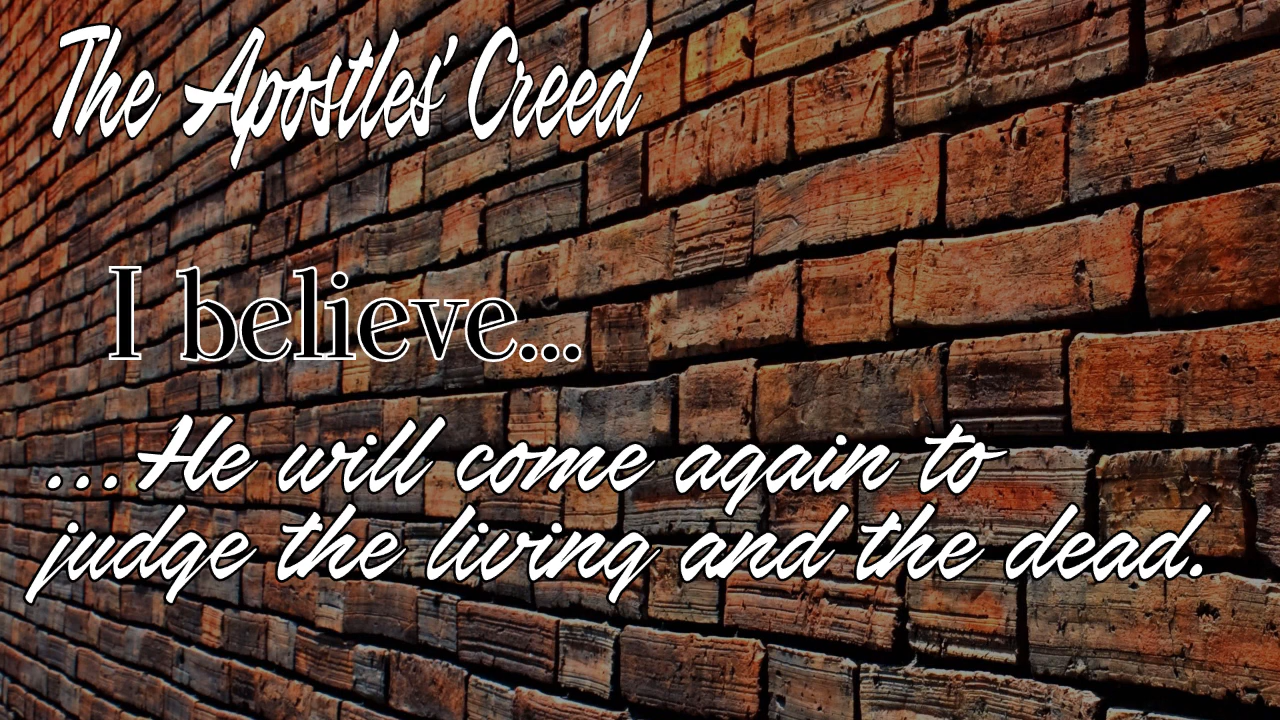 The Apostles' Creed
I believe...
...He will come again to
judge the living and the dead.